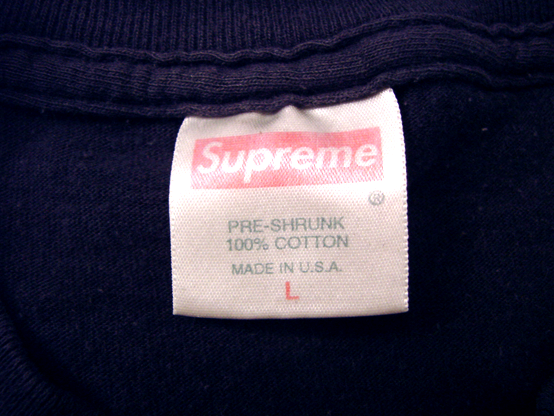 Supreme
®
PRE-SHRUNK
100% COTTON
MADE IN U.S.A.
L